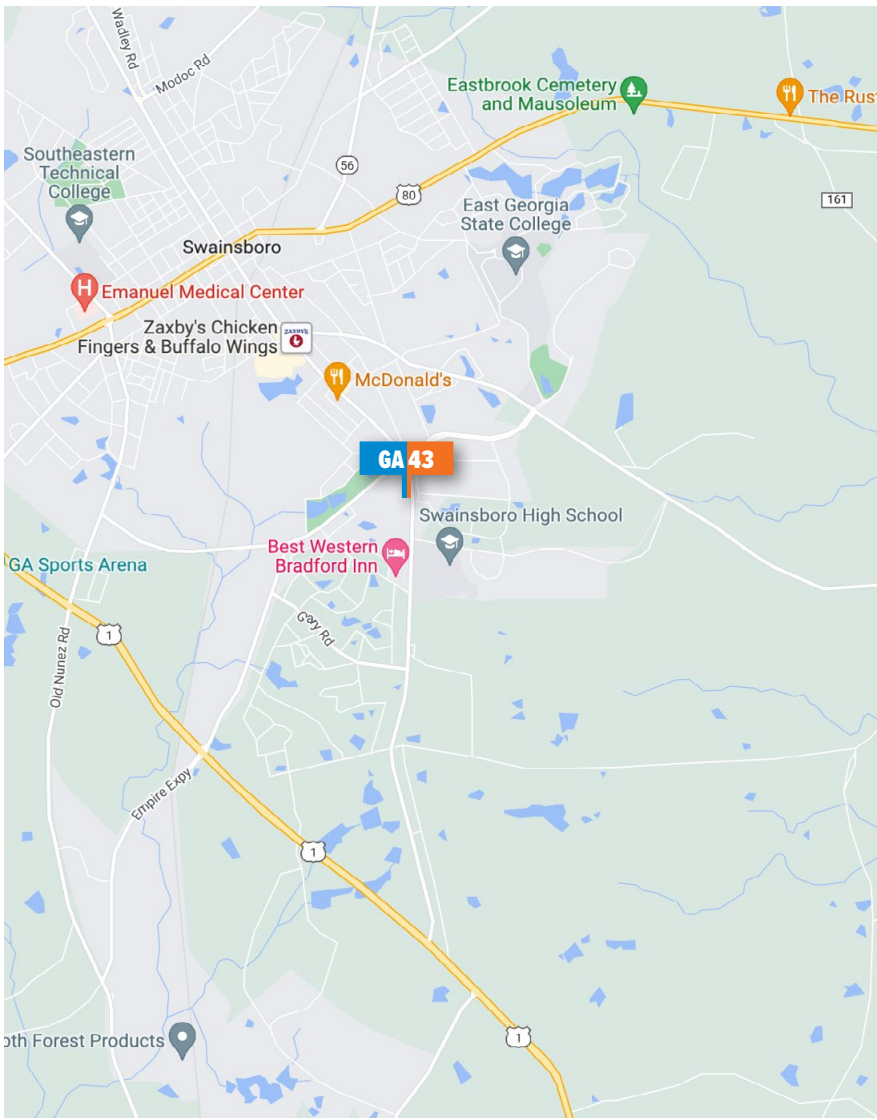 Wadley Rd
Modoc Rd
Eastbrook Cemetery
and Mausoleum
The Rust
56
80
161
Southeastern
Technical
College
East Georgia
State College
Swainsboro
H
Emanuel Medical Center
Zaxby's Chicken
Fingers & Buffalo Wings
ZAXBYS
McDonald's
GA 43
Swainsboro High School
Best Western
Bradford Inn
GA Sports Arena
1
Gary Rd
Old Nunez Rd
Empire Expy
1
1
oth Forest Products